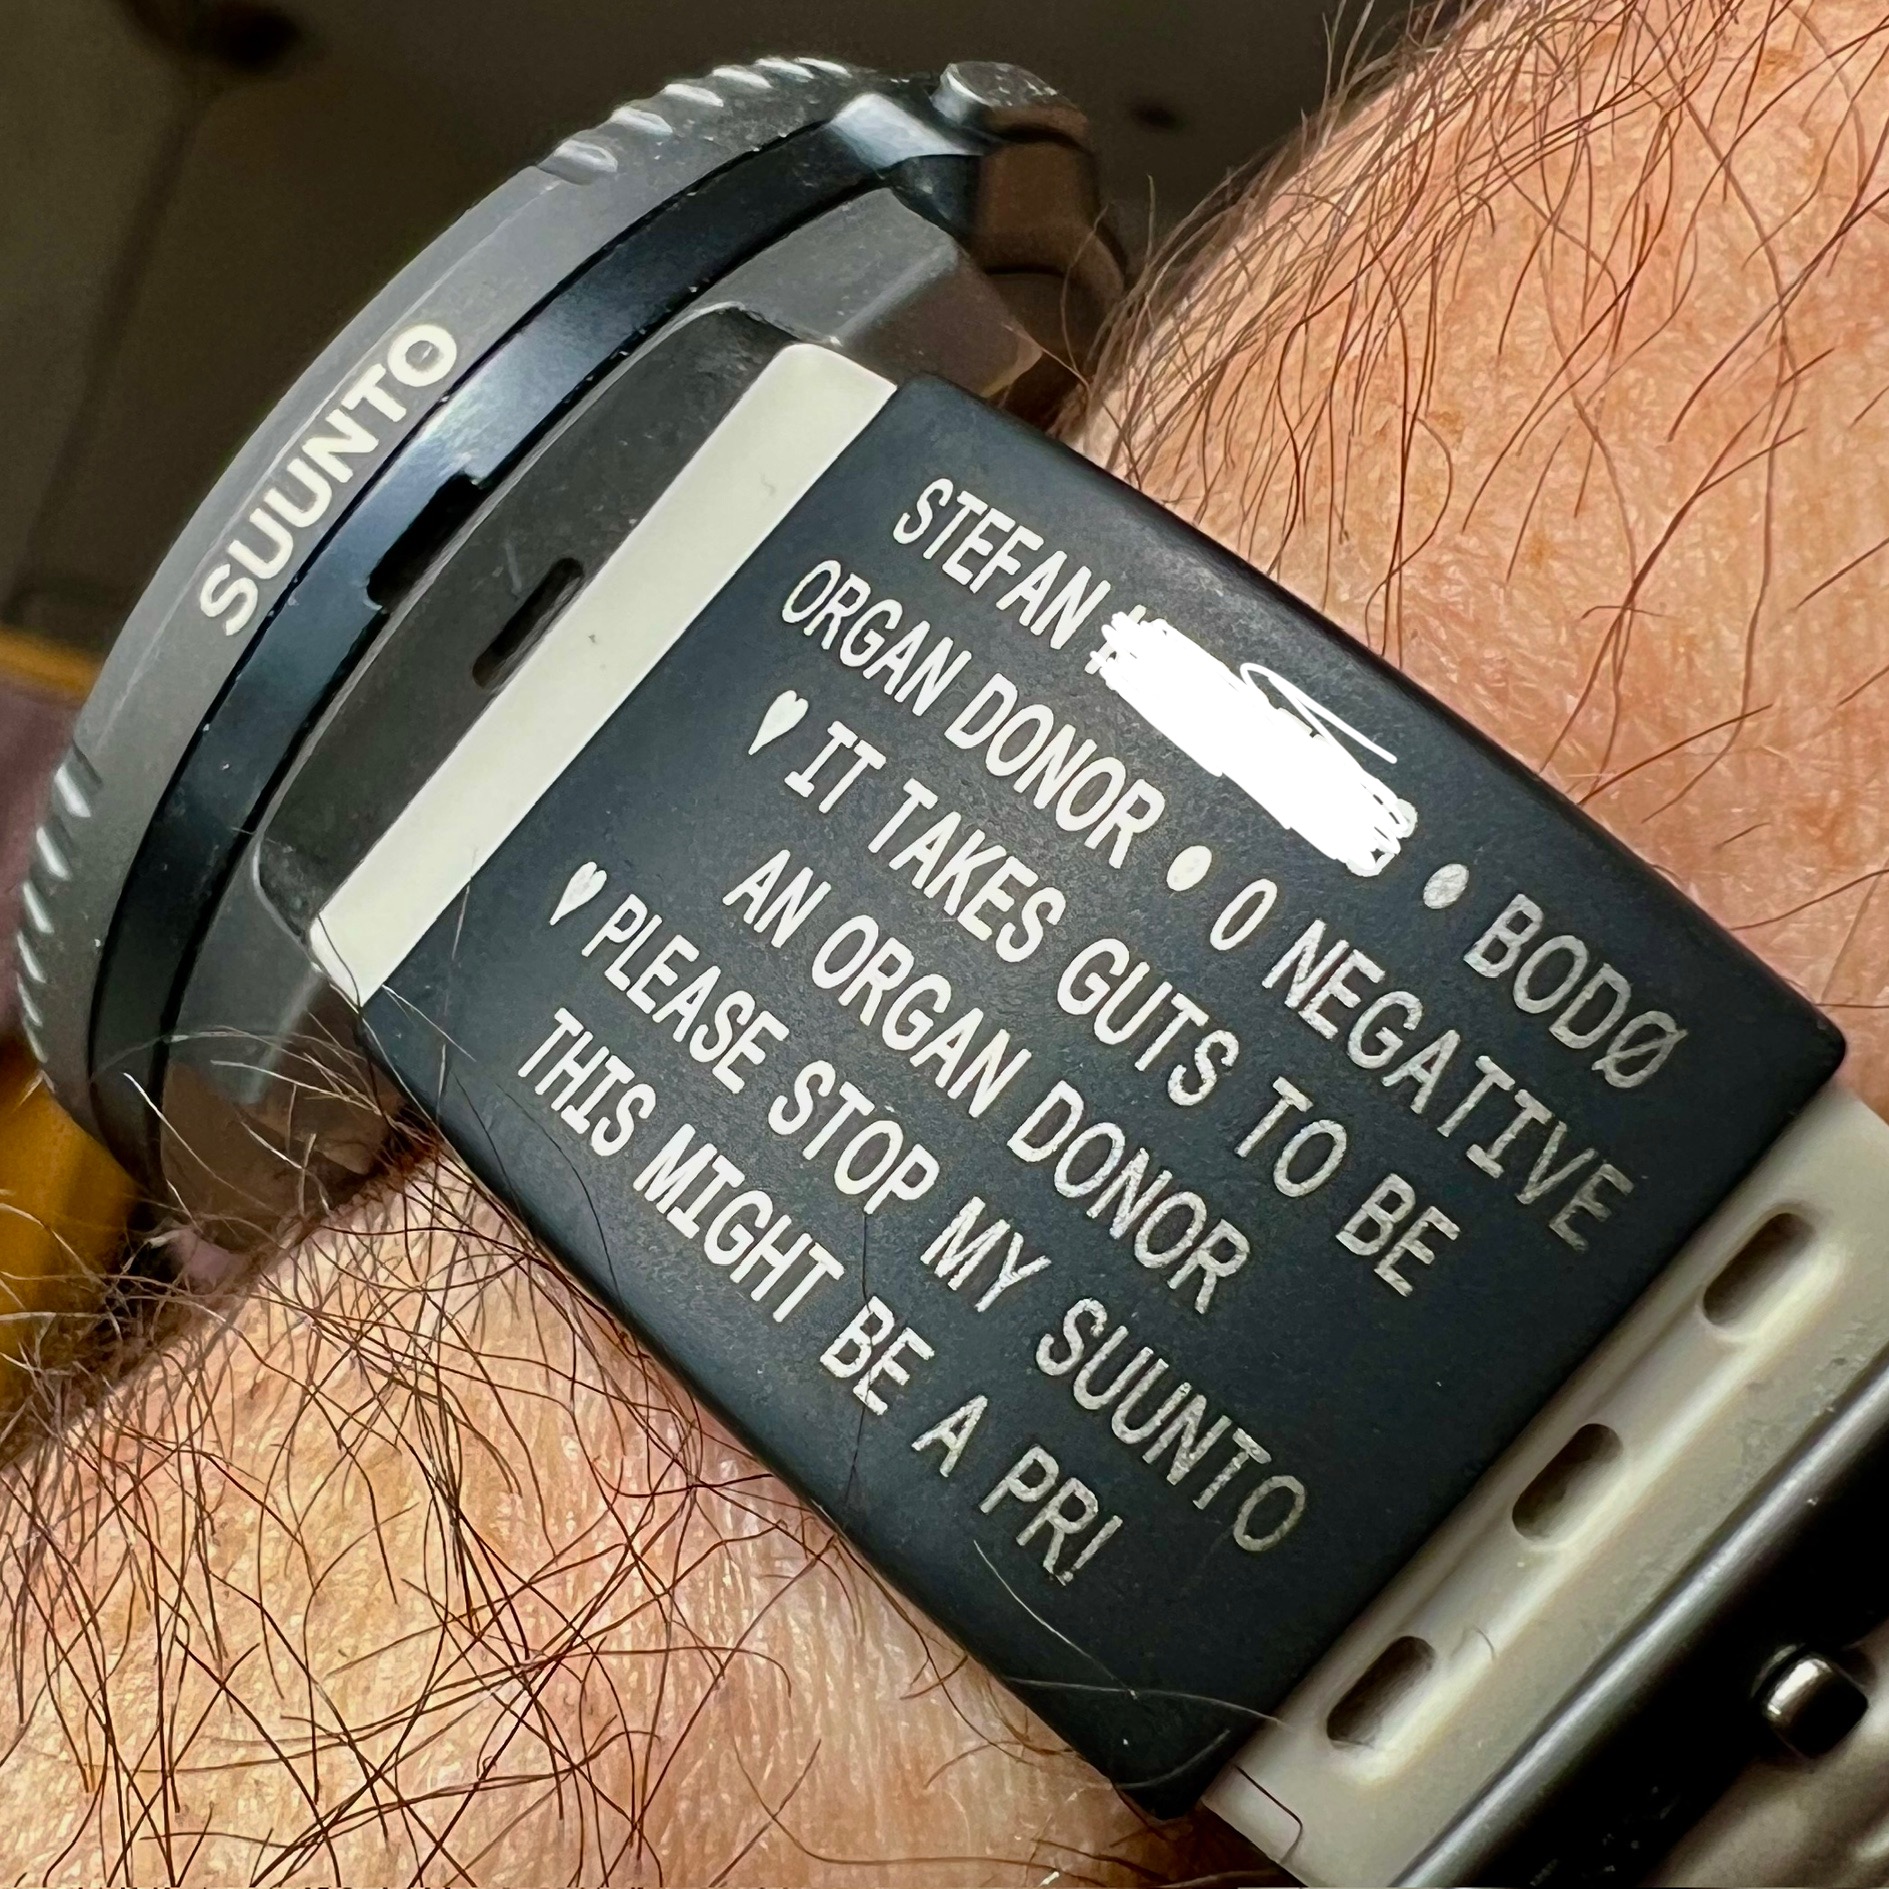 SUUNTO
STEFAN • BODØ
ORGAN DONOR • O NEGATIVE
♥ IT TAKES GUTS TO BE
AN ORGAN DONOR
♥ PLEASE STOP MY SUUNTO
THIS MIGHT BE A PR!